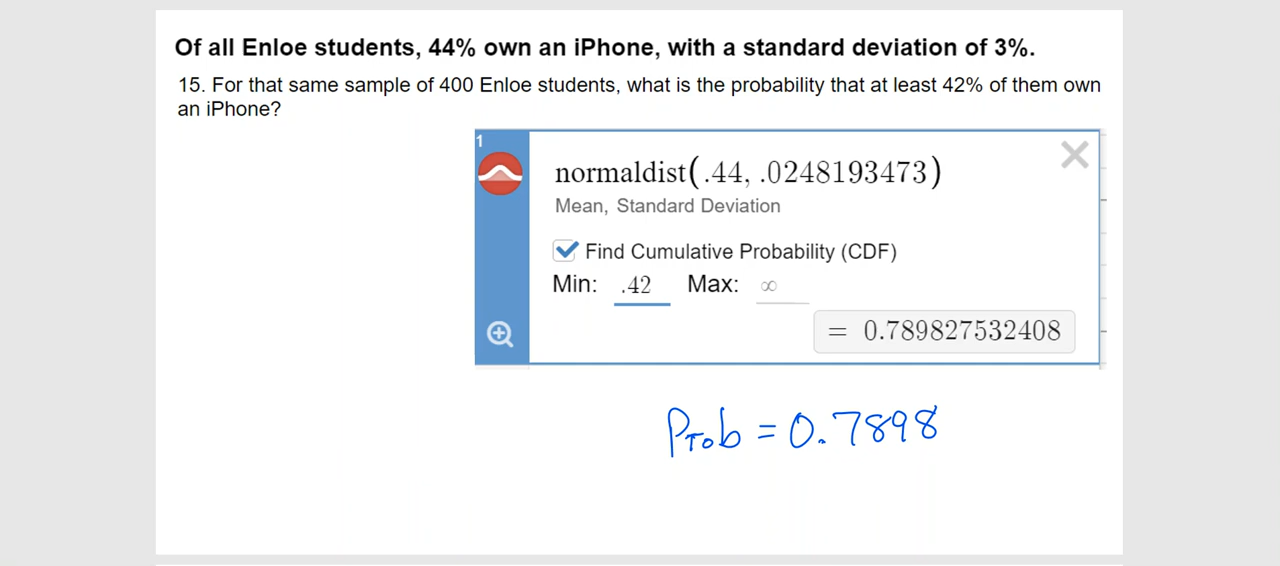 Of all Enloe students, 44% own an iPhone, with a standard deviation of 3%.
15. For that same sample of 400 Enloe students, what is the probability that at least 42% of them own
an iPhone?
1
normaldist(.44, .0248193473)
Mean, Standard Deviation
Find Cumulative Probability (CDF)
Min: .42 Max: ∞
= 0.789827532408
Prob = 0.7898